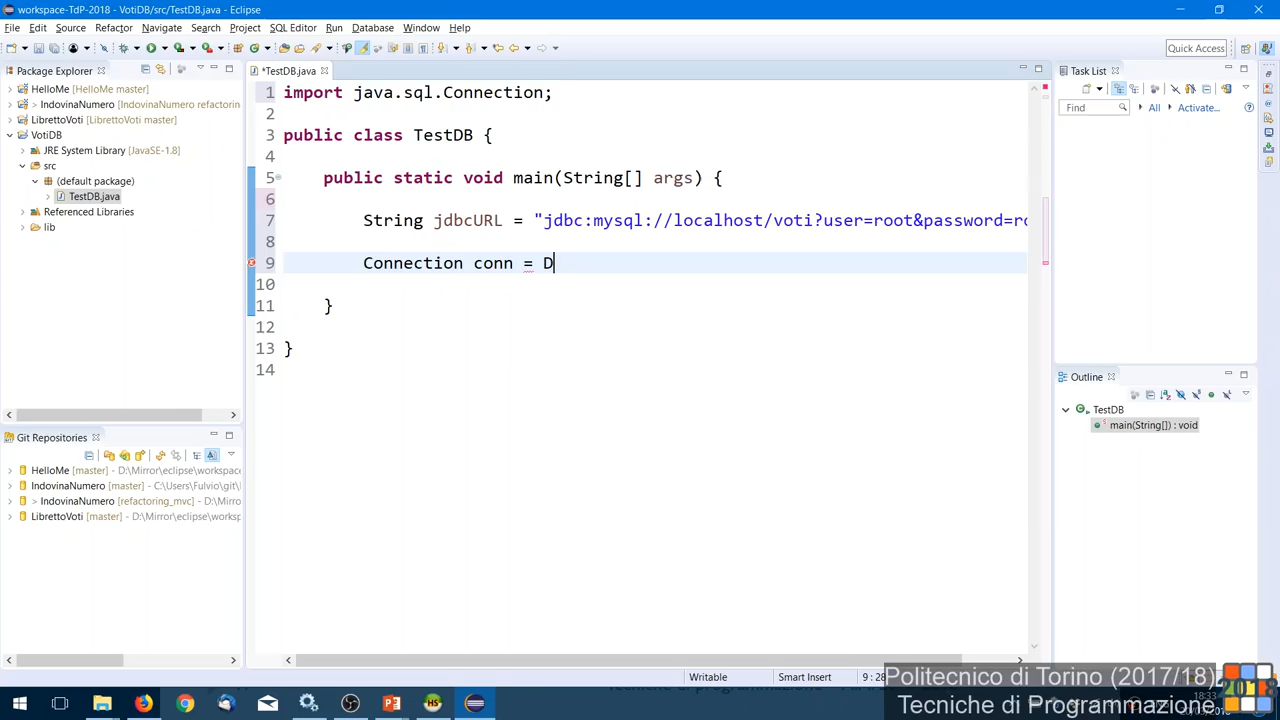 workspace-TdP-2018 - VotiDB/src/TestDB.java - Eclipse
File Edit Source Refactor Navigate Search Project SQL Editor Run Database Window Help
Quick Access
Package Explorer
HelloMe [HelloMe master]
> IndovinaNumero [IndovinaNumero refactorin
LibrettoVoti [LibrettoVoti master]
VotiDB
JRE System Library [JavaSE-1.8]
src
(default package)
TestDB.java
Referenced Libraries
lib
Git Repositories
HelloMe [master] - D:\Mirror\eclipse\workspace
IndovinaNumero [master] - C:\Users\Fulvio\git\I
> IndovinaNumero [refactoring_mvc] - D:\Mirro
LibrettoVoti [master] - D:\Mirror\eclipse\worksp
*TestDB.java
1 import java.sql.Connection;
2
3 public class TestDB {
4
5 public static void main(String[] args) {
6
7 String jdbcURL = "jdbc:mysql://localhost/voti?user=root&password=ro
8
9 Connection conn = D
10
11 }
12
13 }
14
Task List
Find All Activate...
Outline
TestDB
main(String[]) : void
Writable Smart Insert 9 : 28
Politecnico di Torino (2017/18)
Tecniche di Programmazione
2018
18:33